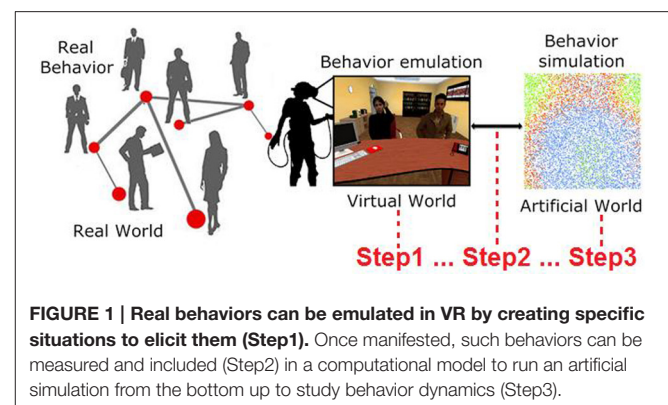 Real
Behavior
Behavior emulation
Behavior
simulation
Real World
Virtual World
Artificial World
Step1 ... Step2 ... Step3
FIGURE 1 | Real behaviors can be emulated in VR by creating specific
situations to elicit them (Step1). Once manifested, such behaviors can be
measured and included (Step2) in a computational model to run an artificial
simulation from the bottom up to study behavior dynamics (Step3).